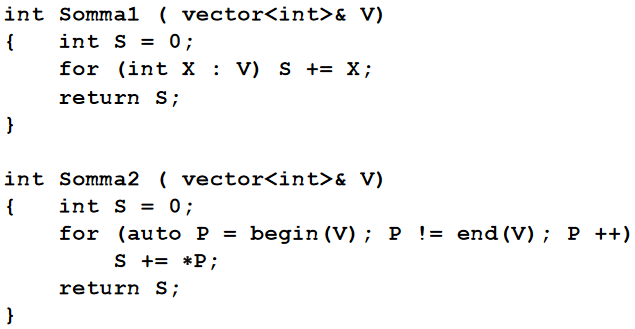 int Somma1 ( vector<int>& V)
{    int S = 0;
     for (int X : V) S += X;
     return S;
}

int Somma2 ( vector<int>& V)
{    int S = 0;
     for (auto P = begin(V); P != end(V); P ++)
          S += *P;
     return S;
}